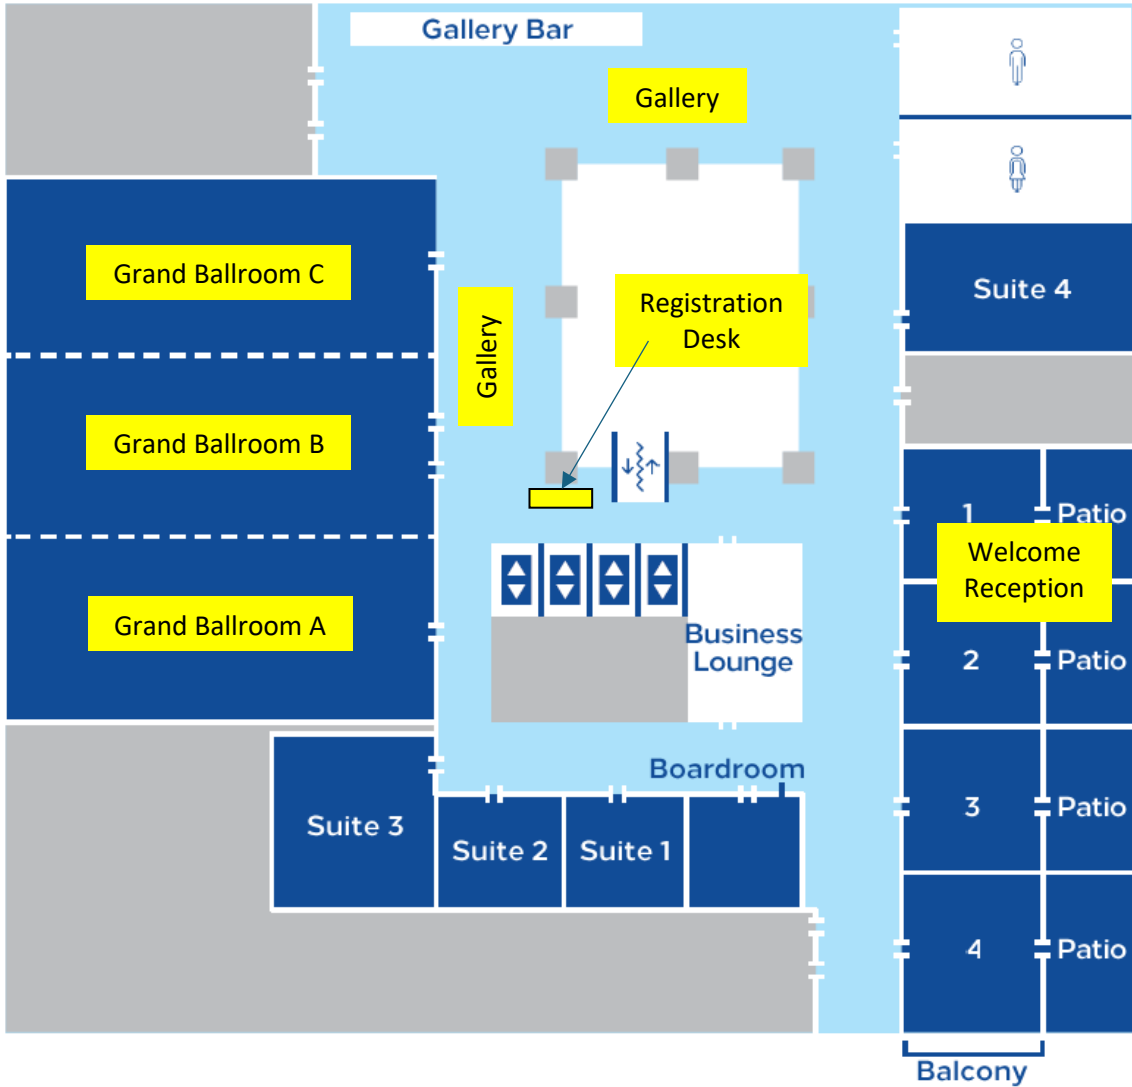 Gallery Bar
Gallery
Grand Ballroom C
Gallery
Registration
Desk
Suite 4
Grand Ballroom B
1
Patio
Welcome
Reception
Grand Ballroom A
Business
Lounge
2
Patio
Boardroom
Suite 3
Suite 2
Suite 1
3
Patio
4
Patio
Balcony